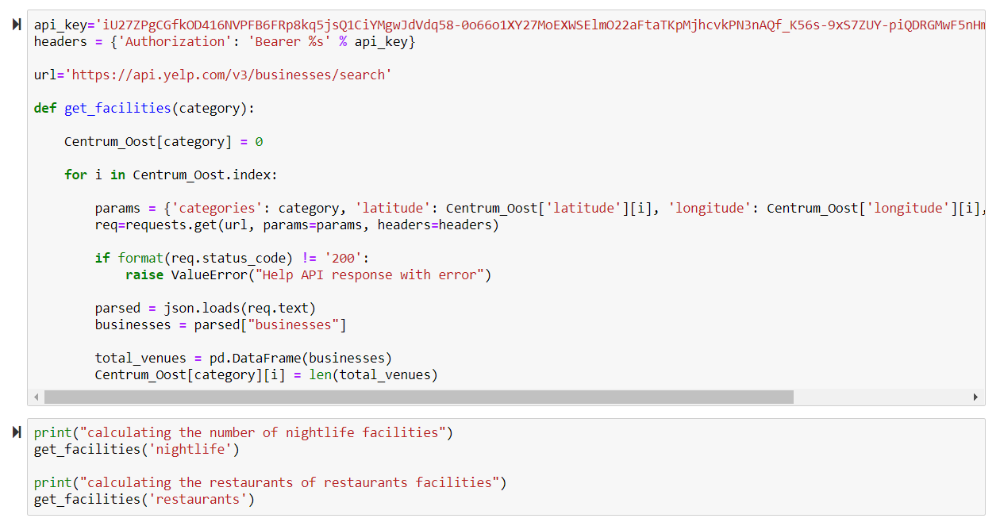 api_key='iU27ZPgCGfkOD416NVPFB6FRp8kq5jsQ1CiYMgwJdVdq58-0o66o1XY27MoEXWSElmO22aFtaTKpMjhcvkPN3nAQf_K56s-9xS7ZUY-piQDRGMwF5nHm
headers = {'Authorization': 'Bearer %s' % api_key}
url='https://api.yelp.com/v3/businesses/search'
def get_facilities(category):
Centrum_Oost[category] = 0
for i in Centrum_Oost.index:
params = {'categories': category, 'latitude': Centrum_Oost['latitude'][i], 'longitude': Centrum_Oost['longitude'][i],
req=requests.get(url, params=params, headers=headers)
if format(req.status_code) != '200':
raise ValueError("Help API response with error")
parsed = json.loads(req.text)
businesses = parsed["businesses"]
total_venues = pd.DataFrame(businesses)
Centrum_Oost[category][i] = len(total_venues)
print("calculating the number of nightlife facilities")
get_facilities('nightlife')
print("calculating the restaurants of restaurants facilities")
get_facilities('restaurants')